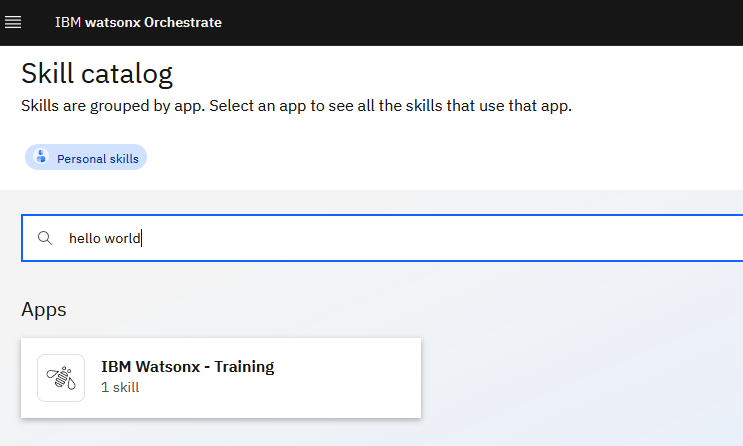 IBM watsonx Orchestrate
Skill catalog
Skills are grouped by app. Select an app to see all the skills that use that app.
Personal skills
hello world
Apps
IBM Watsonx - Training
1 skill